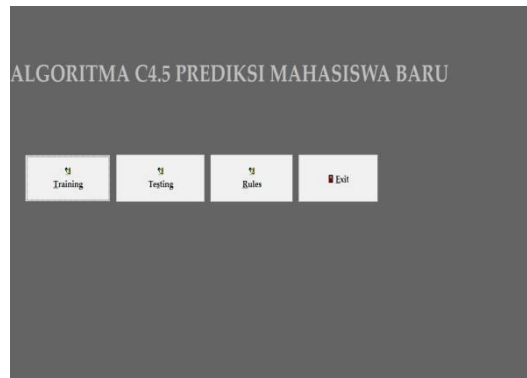 ALGORITMA C4.5 PREDIKSI MAHASISWA BARU
Training
Testing
Rules
Exit